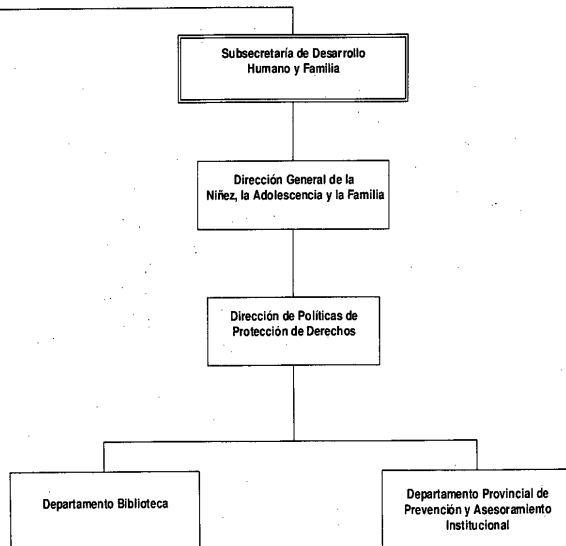 Subsecretaría de Desarrollo
Humano y Familia
Dirección General de la
Niñez, la Adolescencia y la Familia
Dirección de Políticas de
Protección de Derechos
Departamento Biblioteca
Departamento Provincial de
Prevención y Asesoramiento
Institucional